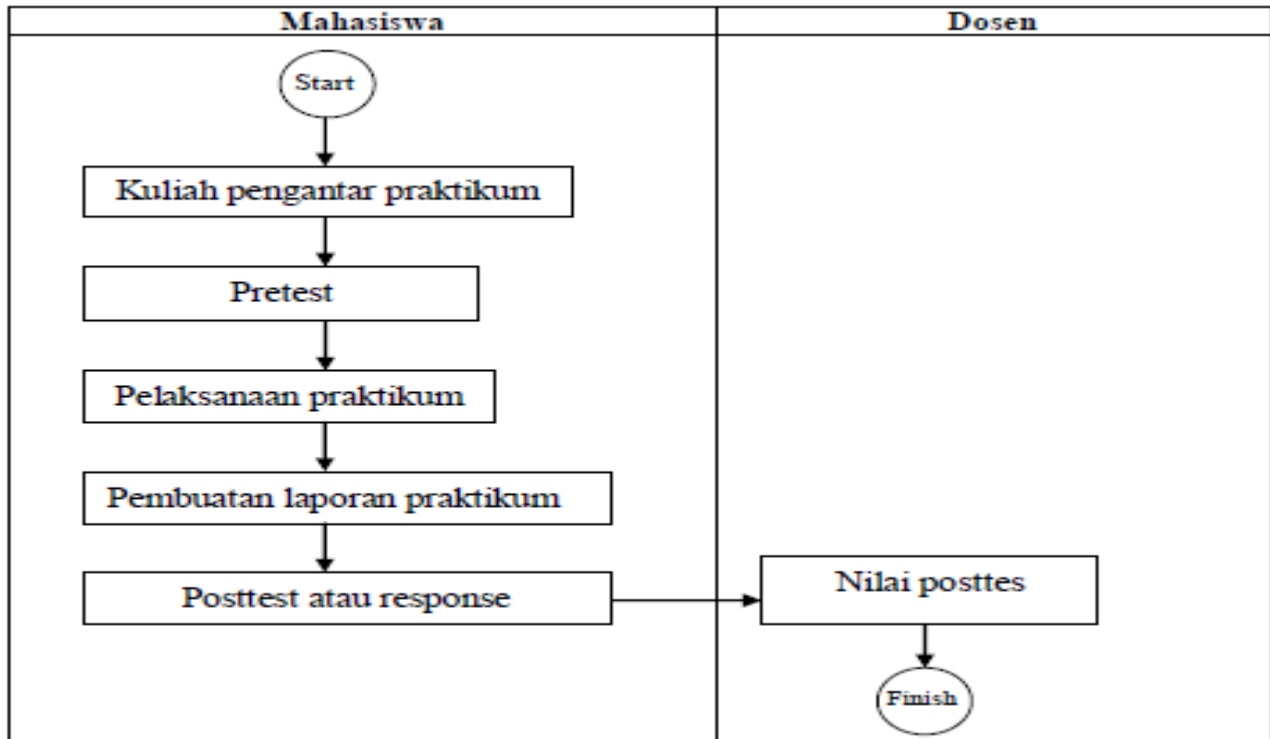 Mahasiswa
Dosen
Start
Kuliah pengantar praktikum
Pretest
Pelaksanaan praktikum
Pembuatan laporan praktikum
Posttest atau response
Nilai posttes
Finish